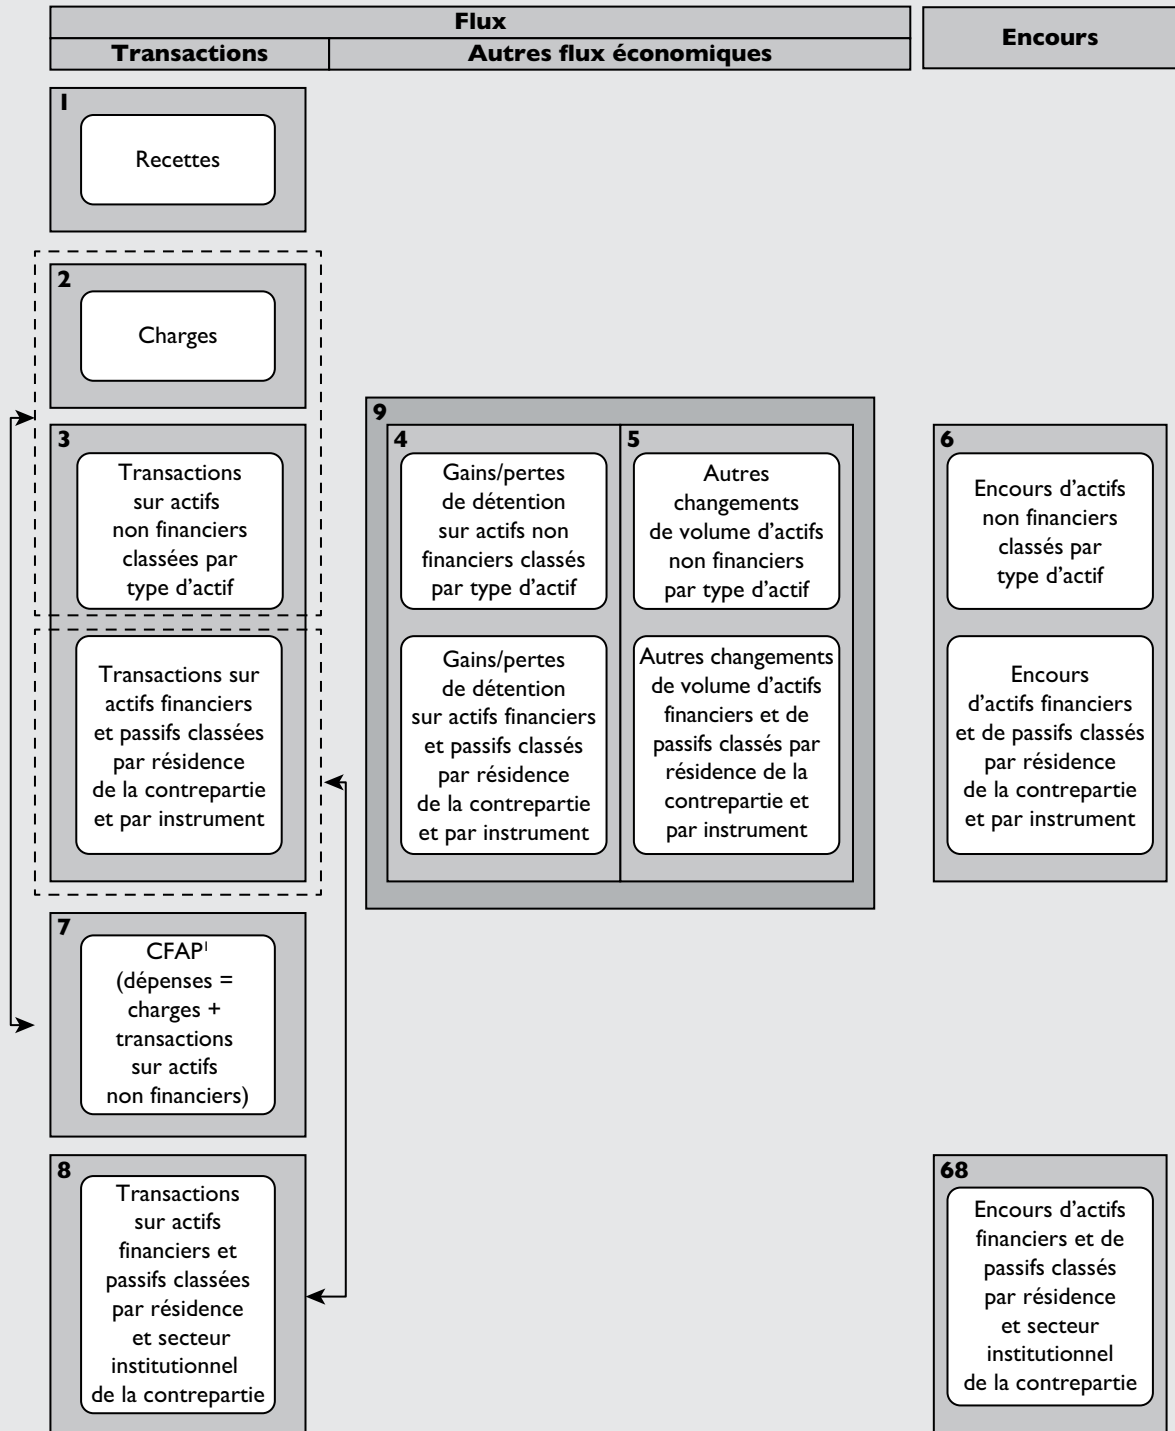 Flux
Transactions
Autres flux économiques
Encours
1
Recettes
2
Charges
3
Transactions
sur actifs
non financiers
classées par
type d'actif
Transactions sur
actifs financiers
et passifs classées
par résidence
de la contrepartie
et par instrument
9
4
Gains/pertes
de détention
sur actifs non
financiers classés
par type d'actif
Gains/pertes
de détention
sur actifs financiers
et passifs classés
par résidence
de la contrepartie
et par instrument
5
Autres
changements
de volume d'actifs
non financiers
par type d'actif
Autres changements
de volume d'actifs
financiers et de
passifs classés par
résidence de la
contrepartie et
par instrument
6
Encours d'actifs
non financiers
classés par
type d'actif
Encours
d'actifs financiers
et de passifs classés
par résidence
de la contrepartie
et par instrument
7
CFAP¹
(dépenses =
charges +
transactions
sur actifs
non financiers)
8
Transactions
sur actifs
financiers et
passifs classées
par résidence
et secteur
institutionnel
de la contrepartie
68
Encours d'actifs
financiers et de
passifs classés
par résidence
et secteur
institutionnel
de la contrepartie